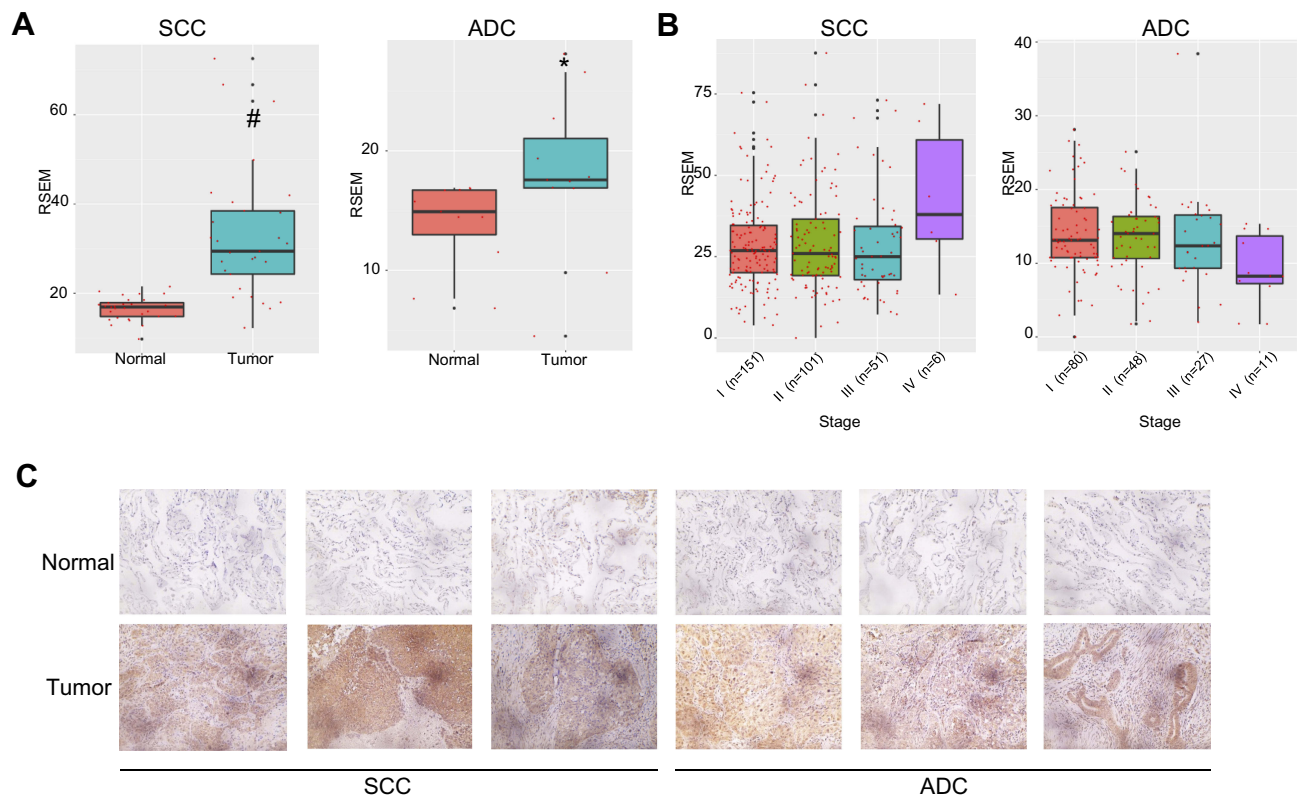 A
SCC
ADC
RSEM
60
40
20
#
Normal
Tumor
RSEM
20
10
*
Normal
Tumor
B
SCC
ADC
RSEM
75
50
25
0
I (n=151)
II (n=101)
III (n=51)
IV (n=6)
Stage
RSEM
40
30
20
10
0
I (n=80)
II (n=48)
III (n=27)
IV (n=11)
Stage
C
Normal
Tumor
SCC
ADC